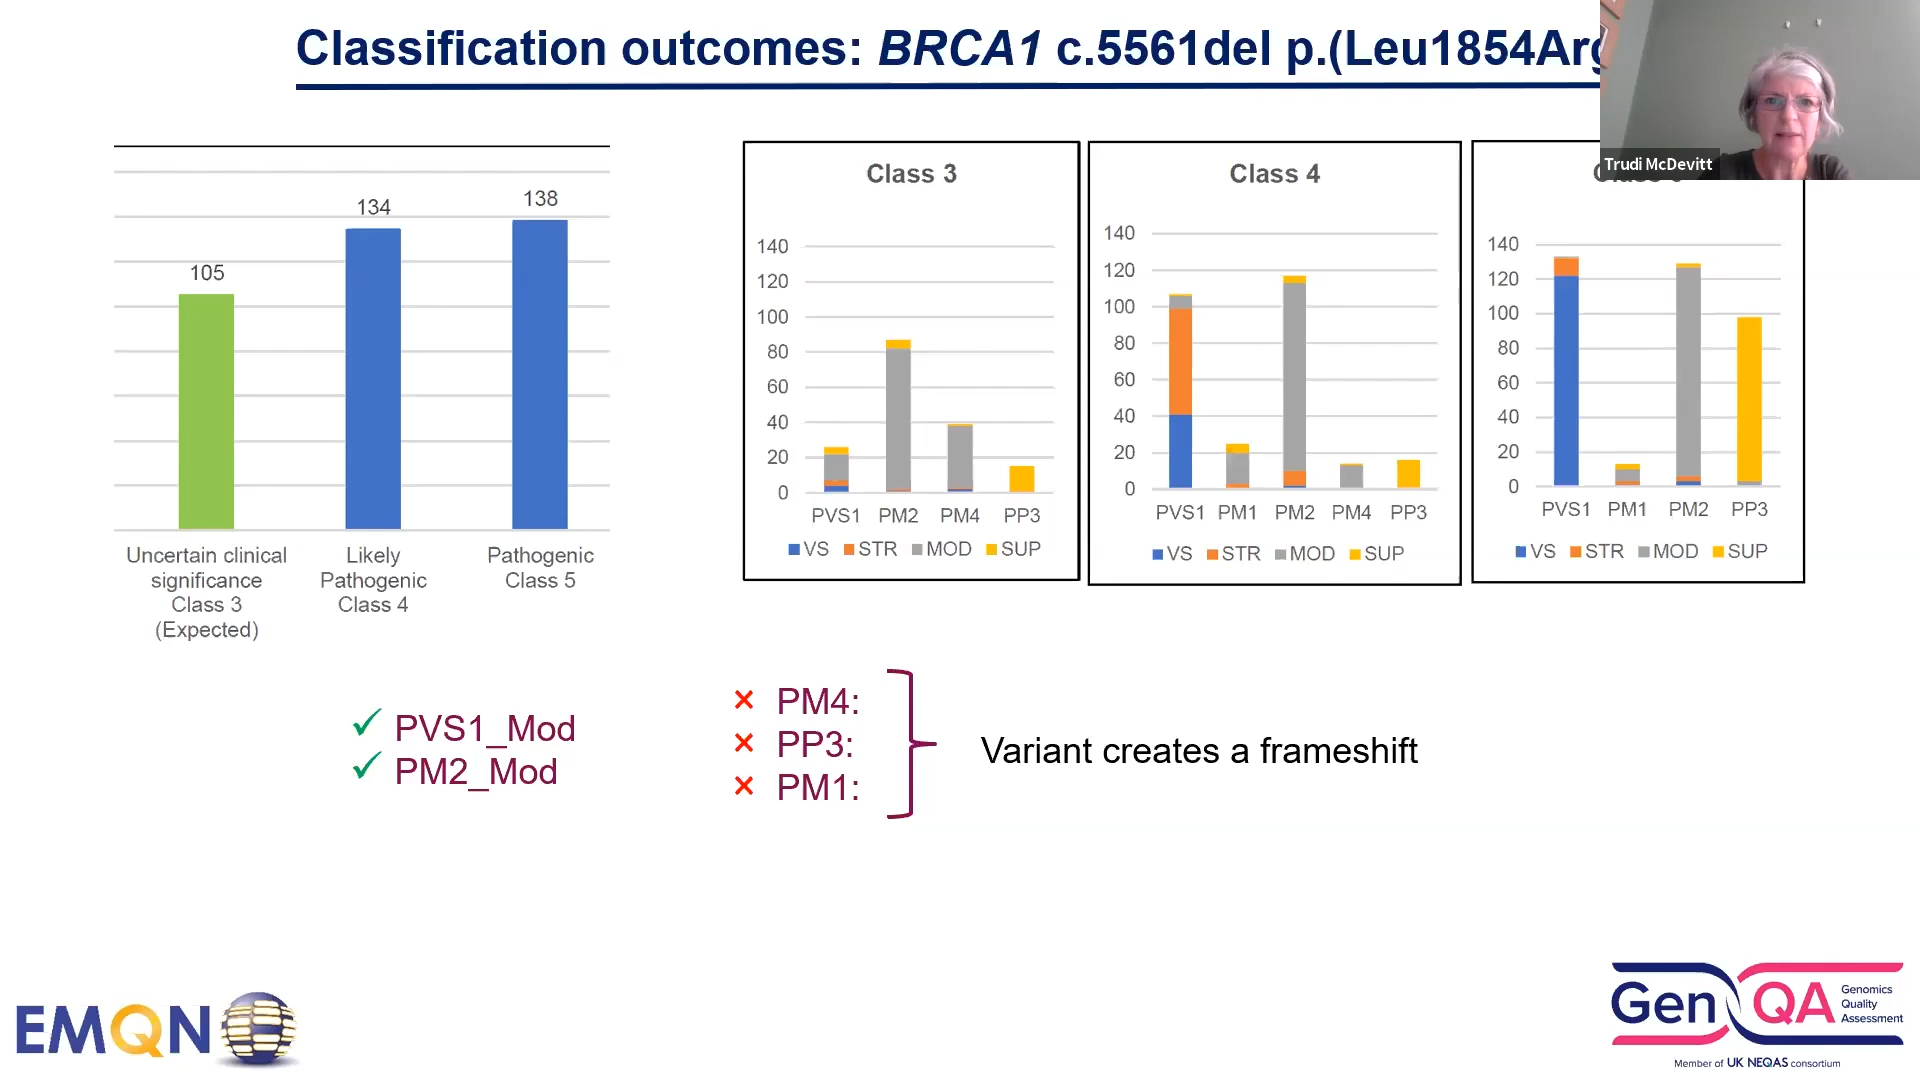 Classification outcomes: BRCA1 c.5561del p.(Leu1854Arg
Trudi McDevitt
105
134
138
Uncertain clinical
significance
Class 3
(Expected)
Likely
Pathogenic
Class 4
Pathogenic
Class 5
Class 3
140
120
100
80
60
40
20
0
PVS1 PM2 PM4 PP3
VS STR MOD SUP
Class 4
140
120
100
80
60
40
20
0
PVS1 PM1 PM2 PM4 PP3
VS STR MOD SUP
140
120
100
80
60
40
20
0
PVS1 PM1 PM2 PP3
VS STR MOD SUP
✓ PVS1_Mod
✓ PM2_Mod
× PM4:
× PP3:
× PM1:
Variant creates a frameshift
EMQN
GenQA
Genomics
Quality
Assessment
Member of UK NEQAS consortium